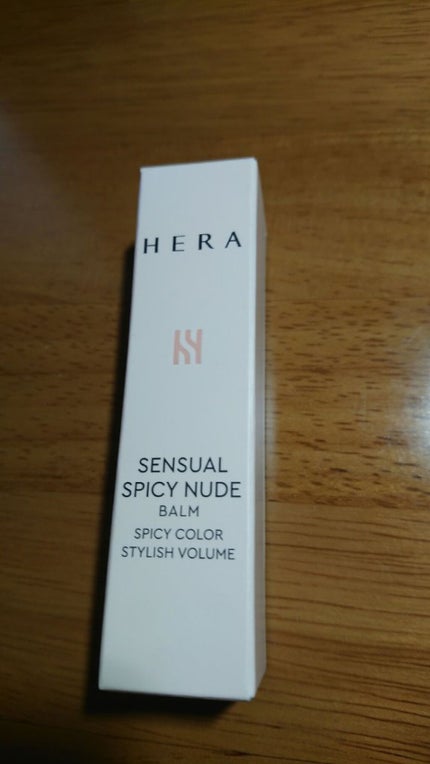 HERA
SENSUAL
SPICY NUDE
BALM
SPICY COLOR
STYLISH VOLUME